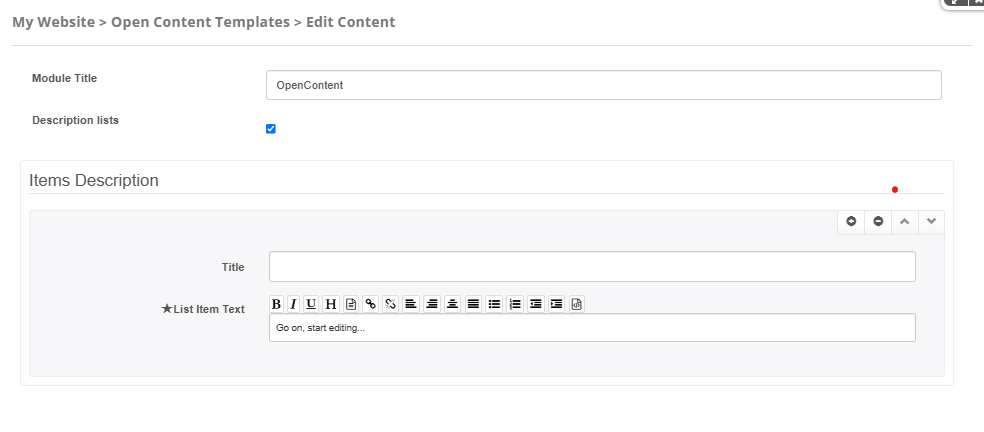 My Website > Open Content Templates > Edit Content
Module Title
OpenContent
Description lists
Items Description
Title
★List Item Text
B I U H
Go on, start editing...